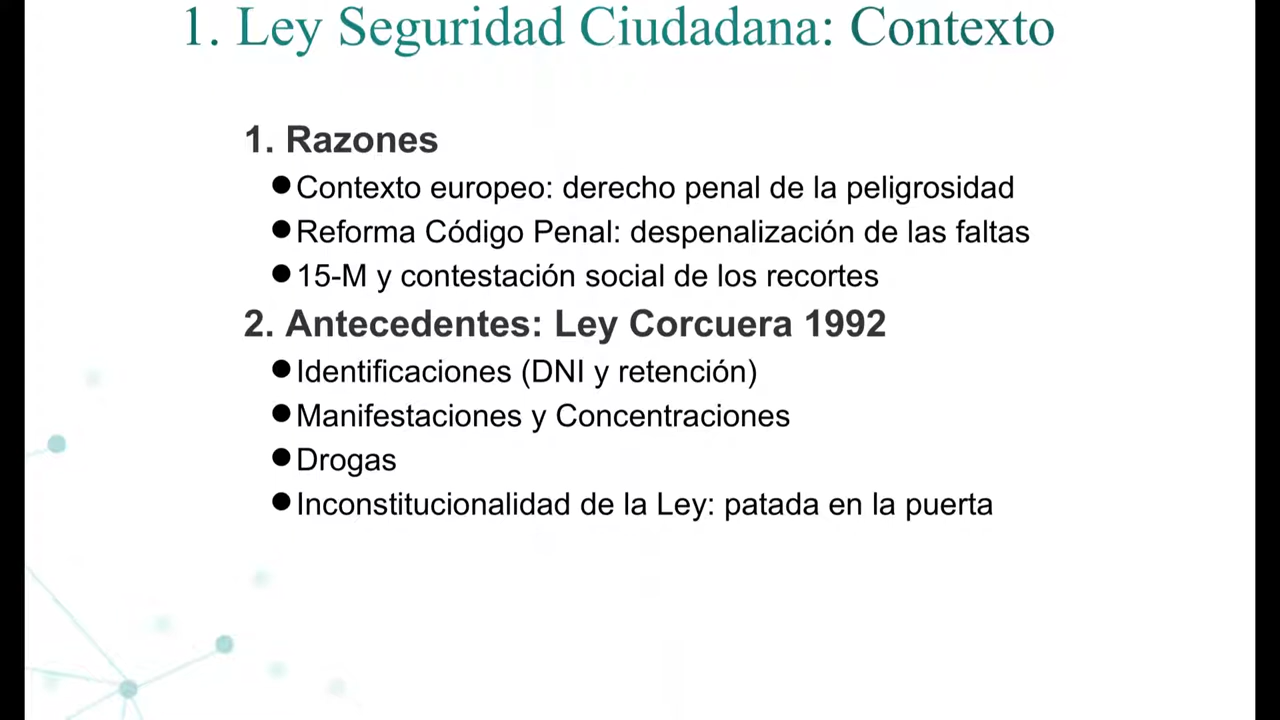 1. Ley Seguridad Ciudadana: Contexto
1. Razones
●Contexto europeo: derecho penal de la peligrosidad
●Reforma Código Penal: despenalización de las faltas
●15-M y contestación social de los recortes
2. Antecedentes: Ley Corcuera 1992
●Identificaciones (DNI y retención)
●Manifestaciones y Concentraciones
●Drogas
●Inconstitucionalidad de la Ley: patada en la puerta